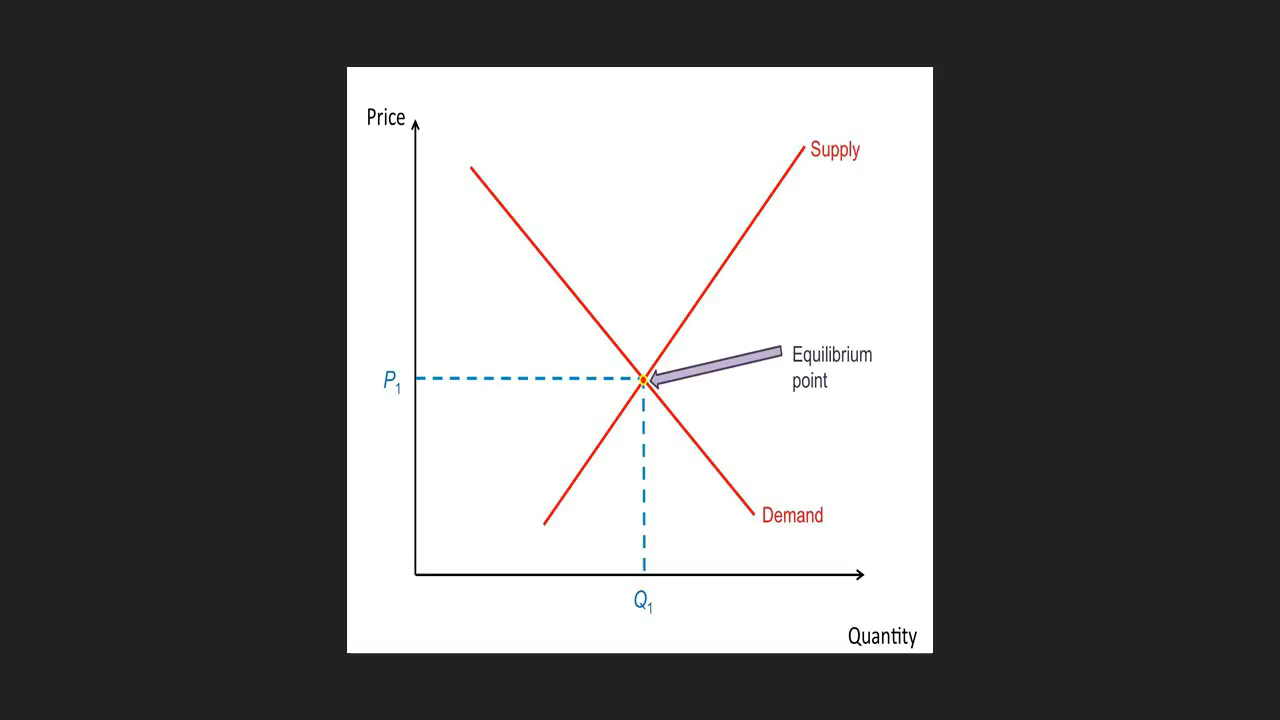 Price
Supply
Equilibrium
point
P₁
Demand
Q₁
Quantity